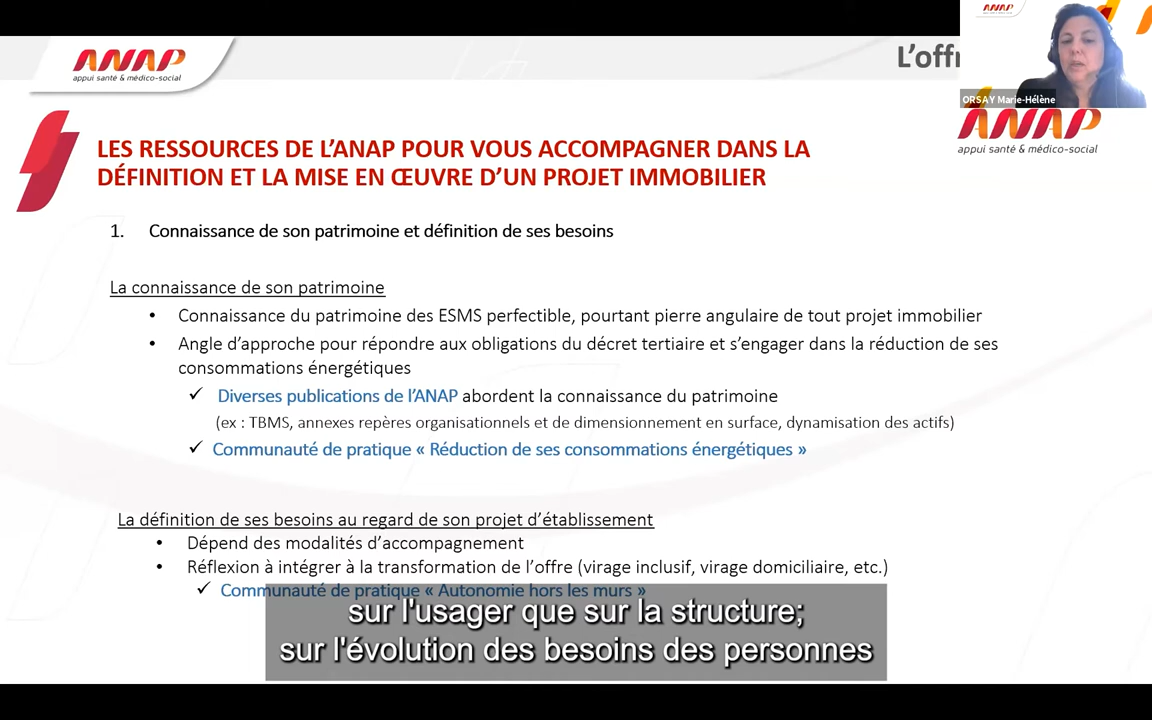 ANAP
appui santé & médico-social
L'offr
ANAP
ORSAY Marie-Hélène
ANAP
appui santé & médico-social
LES RESSOURCES DE L'ANAP POUR VOUS ACCOMPAGNER DANS LA
DÉFINITION ET LA MISE EN ŒUVRE D'UN PROJET IMMOBILIER
1. Connaissance de son patrimoine et définition de ses besoins
La connaissance de son patrimoine
• Connaissance du patrimoine des ESMS perfectible, pourtant pierre angulaire de tout projet immobilier
• Angle d'approche pour répondre aux obligations du décret tertiaire et s'engager dans la réduction de ses
consommations énergétiques
✓ Diverses publications de l'ANAP abordent la connaissance du patrimoine
(ex : TBMS, annexes repères organisationnels et de dimensionnement en surface, dynamisation des actifs)
✓ Communauté de pratique « Réduction de ses consommations énergétiques »
La définition de ses besoins au regard de son projet d'établissement
• Dépend des modalités d'accompagnement
• Réflexion à intégrer à la transformation de l'offre (virage inclusif, virage domiciliaire, etc.)
✓ Communauté de pratique « Autonomie hors les murs »
sur l'usager que sur la structure;
sur l'évolution des besoins des personnes